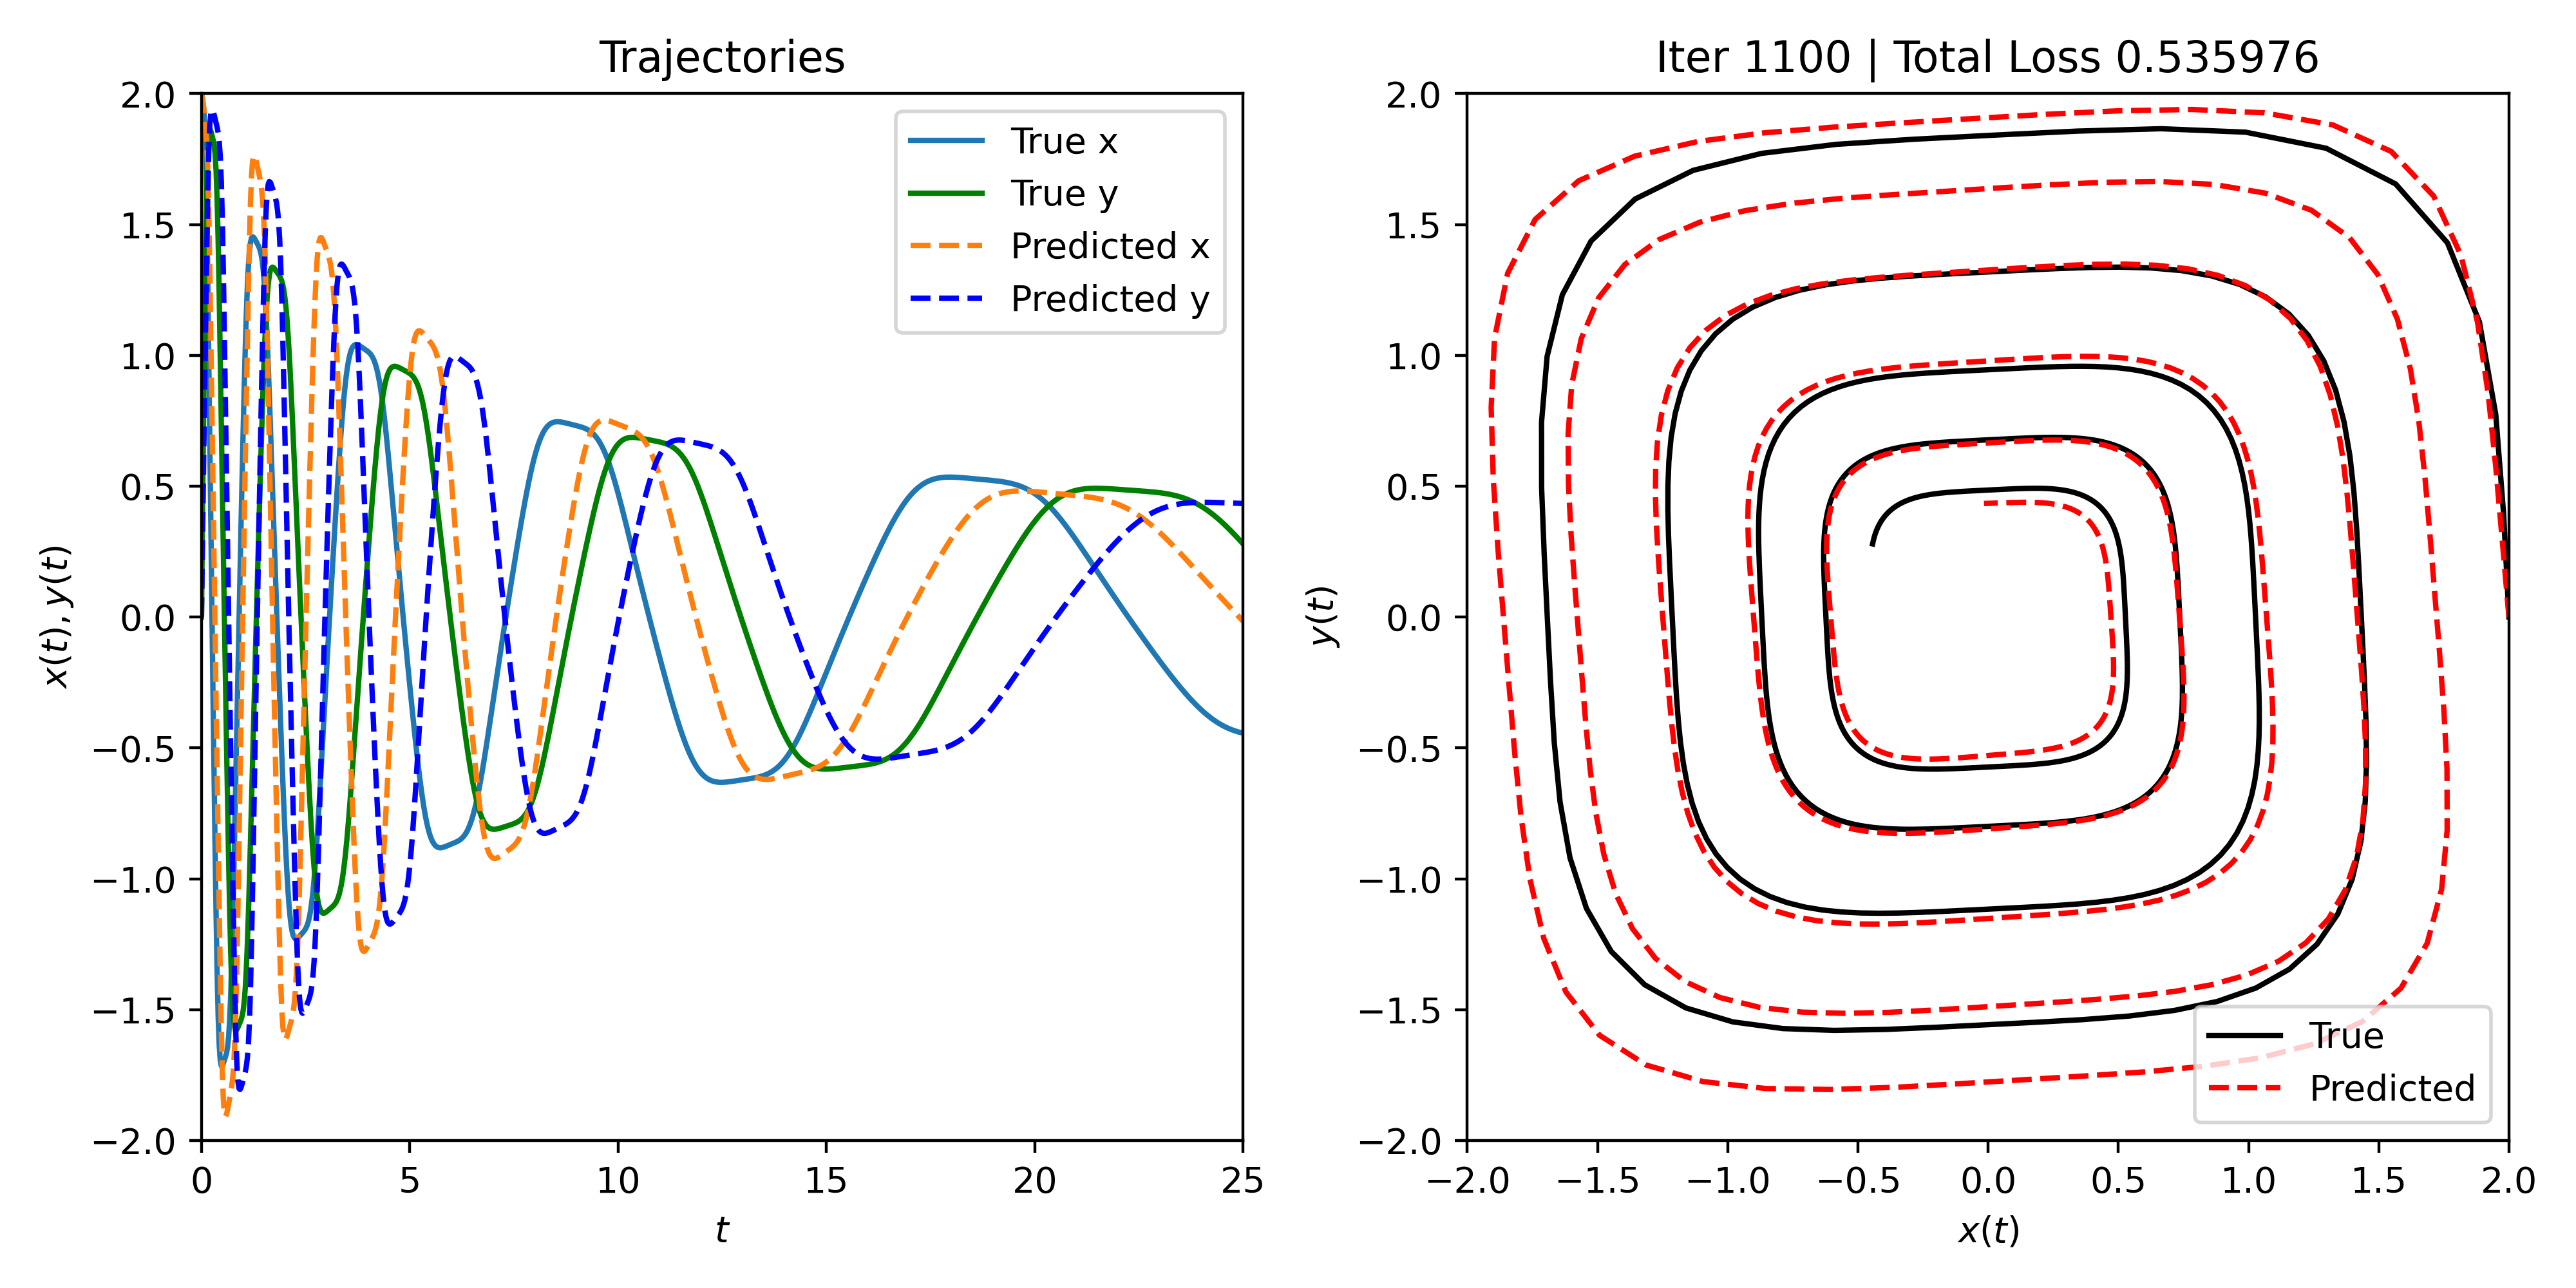 Trajectories
2.0
1.5
1.0
0.5
0.0
−0.5
−1.0
−1.5
−2.0
x(t), y(t)
0 5 10 15 20 25
t
True x
True y
Predicted x
Predicted y
Iter 1100 | Total Loss 0.535976
2.0
1.5
1.0
0.5
0.0
−0.5
−1.0
−1.5
−2.0
y(t)
−2.0 −1.5 −1.0 −0.5 0.0 0.5 1.0 1.5 2.0
x(t)
True
Predicted